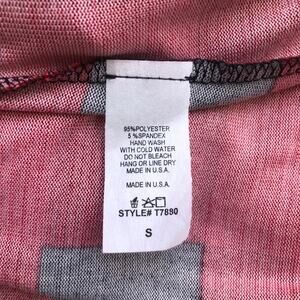 95%POLYESTER
5 %SPANDEX
HAND WASH
WITH COLD WATER
DO NOT BLEACH
HANG OR LINE DRY
MADE IN U.S.A.
MADE IN U.S.A.
STYLE# T7890
S